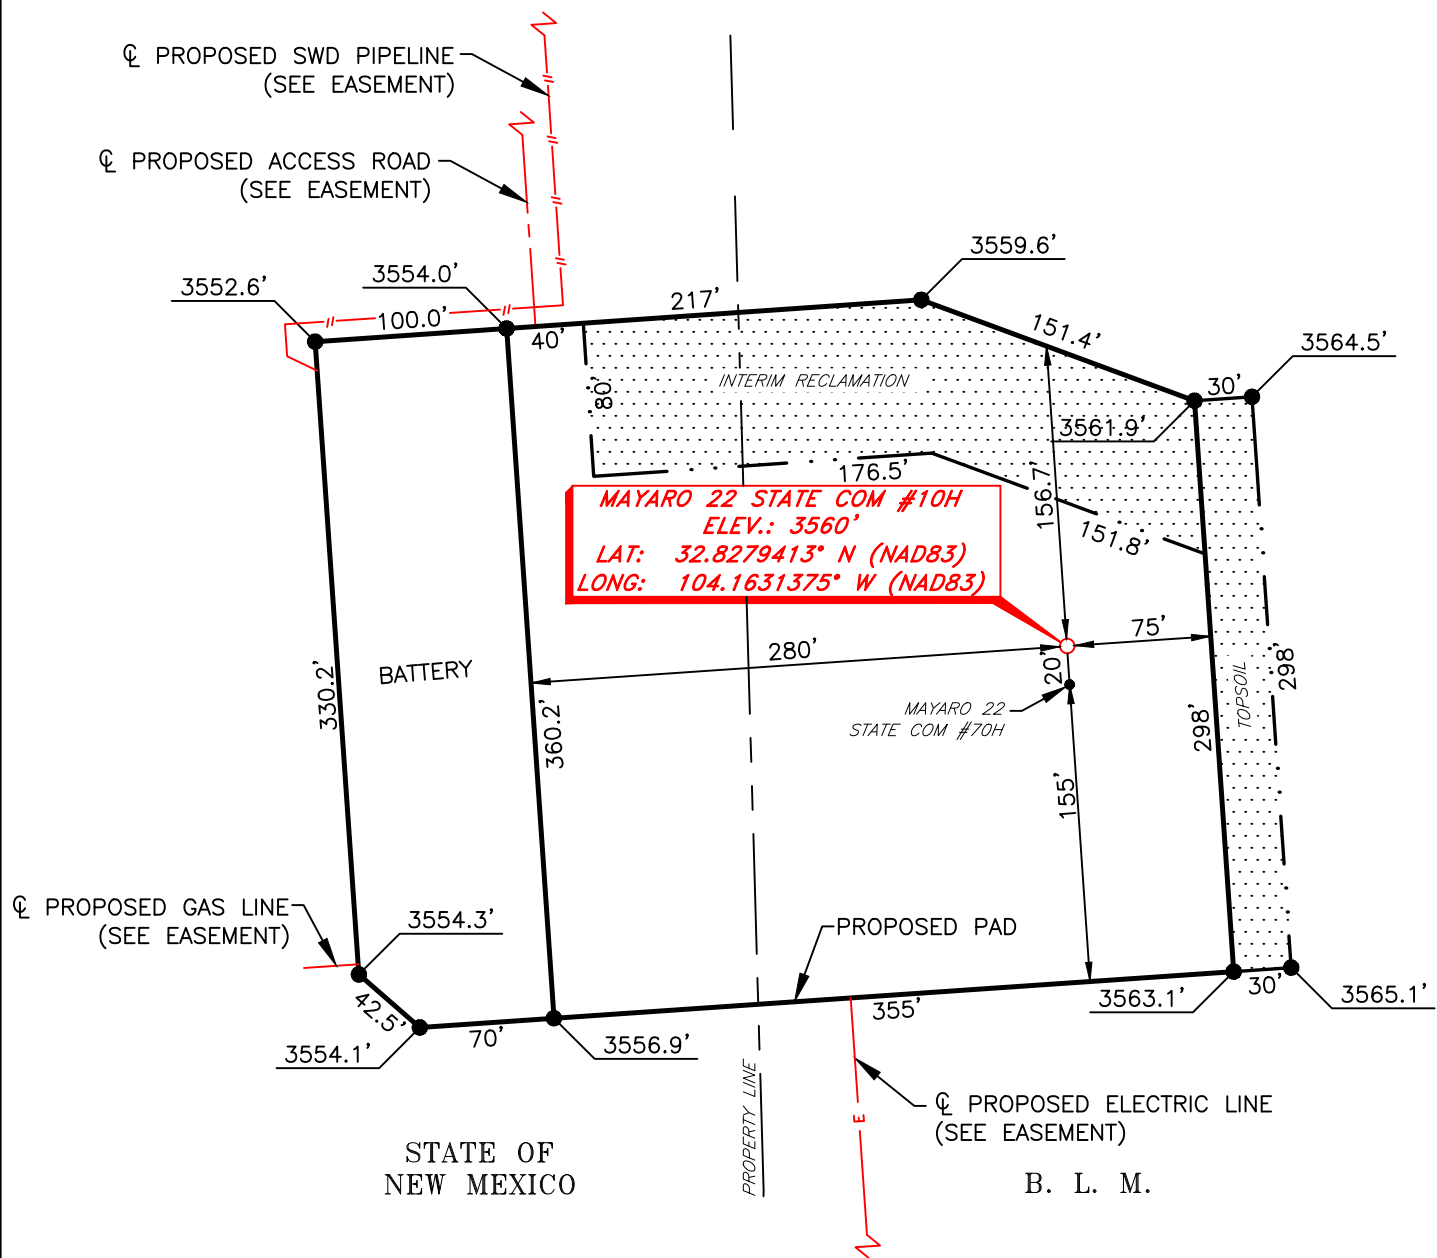 ℄ PROPOSED SWD PIPELINE
(SEE EASEMENT)
℄ PROPOSED ACCESS ROAD
(SEE EASEMENT)
3559.6'
3554.0'
3552.6'
217'
100.0'
40'
151.4'
3564.5'
30'
INTERIM RECLAMATION
80'
3561.9'
176.5'
156.7'
151.8'
MAYARO 22 STATE COM #10H
ELEV.: 3560'
LAT: 32.8279413° N (NAD83)
LONG: 104.1631375° W (NAD83)
75'
280'
20'
BATTERY
330.2'
360.2'
MAYARO 22
STATE COM #70H
298'
TOPSOIL
298'
155'
℄ PROPOSED GAS LINE
(SEE EASEMENT)
3554.3'
PROPOSED PAD
42.5'
70'
3554.1'
3556.9'
355'
3563.1'
30'
3565.1'
PROPERTY LINE
E
℄ PROPOSED ELECTRIC LINE
(SEE EASEMENT)
STATE OF
NEW MEXICO
B. L. M.